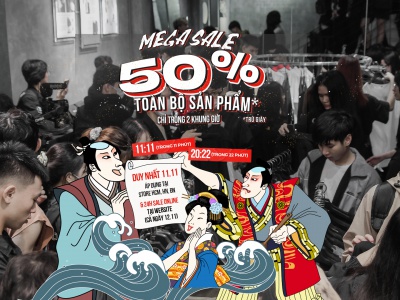 MEGA SALE
50%
TOÀN BỘ SẢN PHẨM*
CHỈ TRONG 2 KHUNG GIỜ
*TRỪ GIÀY
11:11 (TRONG 11 PHÚT)
20:22 (TRONG 22 PHÚT)
DUY NHẤT 11.11
ÁP DỤNG TẠI
STORE HCM, HN, ĐN
& 24H SALE ONLINE
TẠI WEBSITE
(CẢ NGÀY 12.11)